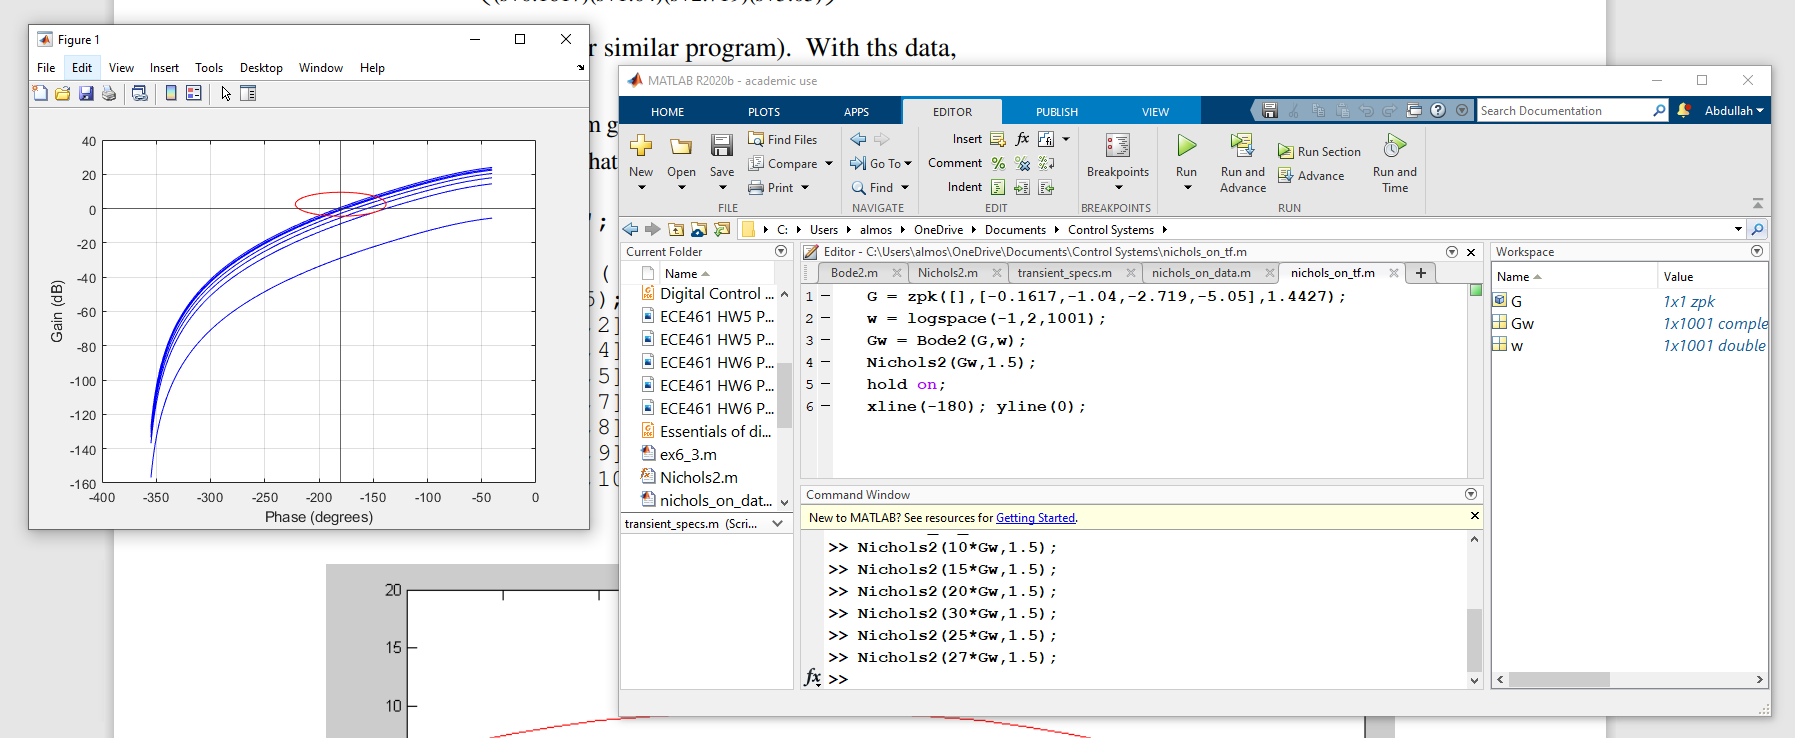 r similar program).  With ths data,
Figure 1
File Edit View Insert Tools Desktop Window Help
40
20
0
-20
-40
-60
-80
-100
-120
-140
-160
-400 -350 -300 -250 -200 -150 -100 -50 0
Gain (dB)
Phase (degrees)
m g
hat
;
(
);
2]
4]
5]
7]
8]
9]
20
15
10
MATLAB R2020b - academic use
HOME PLOTS APPS EDITOR PUBLISH VIEW
Search Documentation
Abdullah
New Open Save
Find Files
Compare
Print
FILE
Go To
Find
NAVIGATE
Insert fx
Comment %
Indent
EDIT
Breakpoints
BREAKPOINTS
Run
Run and Advance
Run Section
Advance
Run and Time
RUN
C: Users almos OneDrive Documents Control Systems
Current Folder
Name
Digital Control ...
ECE461 HW5 P...
ECE461 HW5 P...
ECE461 HW6 P...
ECE461 HW6 P...
ECE461 HW6 P...
Essentials of di...
ex6_3.m
Nichols2.m
nichols_on_dat...
transient_specs.m (Scri...
Editor - C:\Users\almos\OneDrive\Documents\Control Systems\nichols_on_tf.m
Bode2.m Nichols2.m transient_specs.m nichols_on_data.m nichols_on_tf.m
1 G = zpk([],[-0.1617,-1.04,-2.719,-5.05],1.4427);
2 w = logspace(-1,2,1001);
3 Gw = Bode2(G,w);
4 Nichols2(Gw,1.5);
5 hold on;
6 xline(-180); yline(0);
Command Window
New to MATLAB? See resources for Getting Started.
>> Nichols2(10*Gw,1.5);
>> Nichols2(15*Gw,1.5);
>> Nichols2(20*Gw,1.5);
>> Nichols2(30*Gw,1.5);
>> Nichols2(25*Gw,1.5);
>> Nichols2(27*Gw,1.5);
fx >>
Workspace
Name Value
G 1x1 zpk
Gw 1x1001 comple
w 1x1001 double